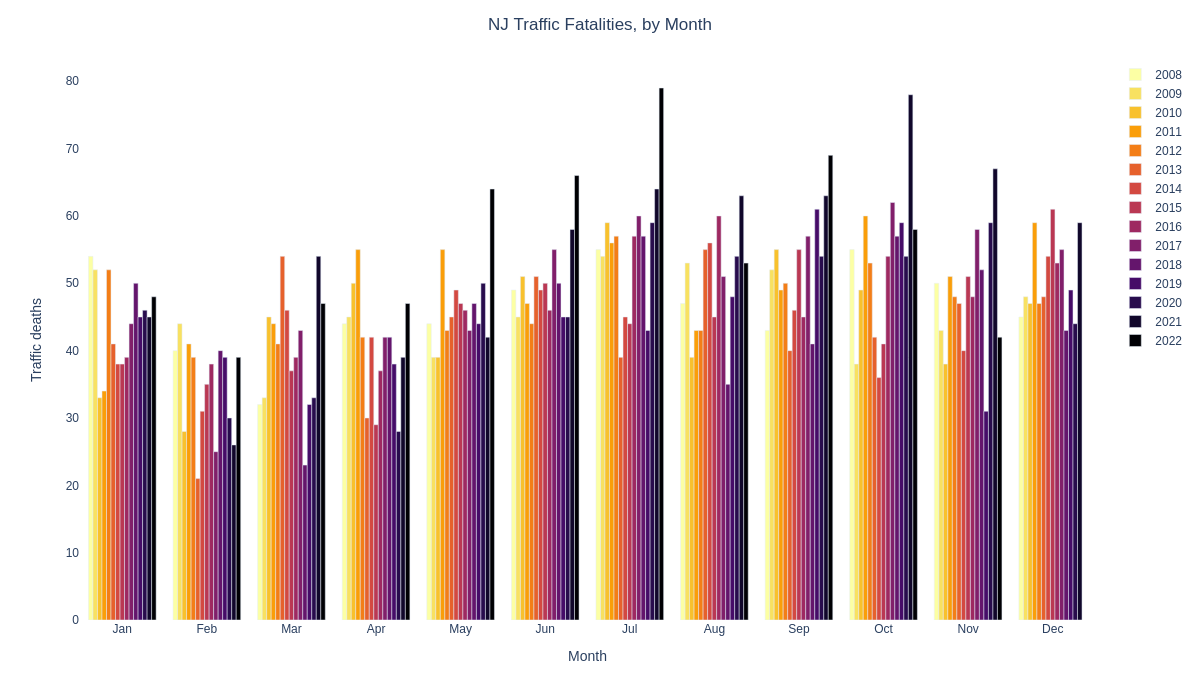 NJ Traffic Fatalities, by Month
80
70
60
50
40
30
20
10
0
Traffic deaths
Jan
Feb
Mar
Apr
May
Jun
Jul
Aug
Sep
Oct
Nov
Dec
Month
2008
2009
2010
2011
2012
2013
2014
2015
2016
2017
2018
2019
2020
2021
2022